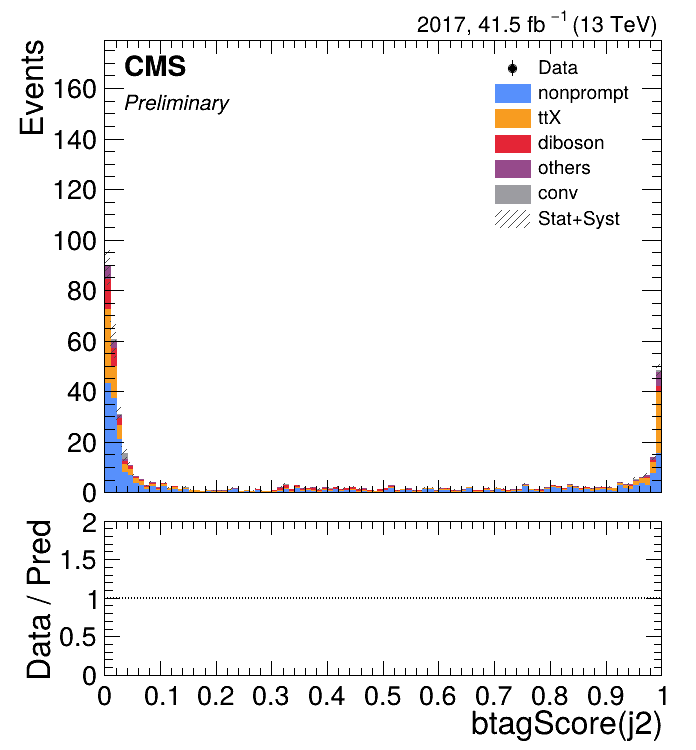 2017, 41.5 fb⁻¹ (13 TeV)
CMS
Preliminary
Events
Data
nonprompt
ttX
diboson
others
conv
Stat+Syst
160
140
120
100
80
60
40
20
0
Data / Pred
2
1.5
1
0.5
0
0 0.1 0.2 0.3 0.4 0.5 0.6 0.7 0.8 0.9 1
btagScore(j2)